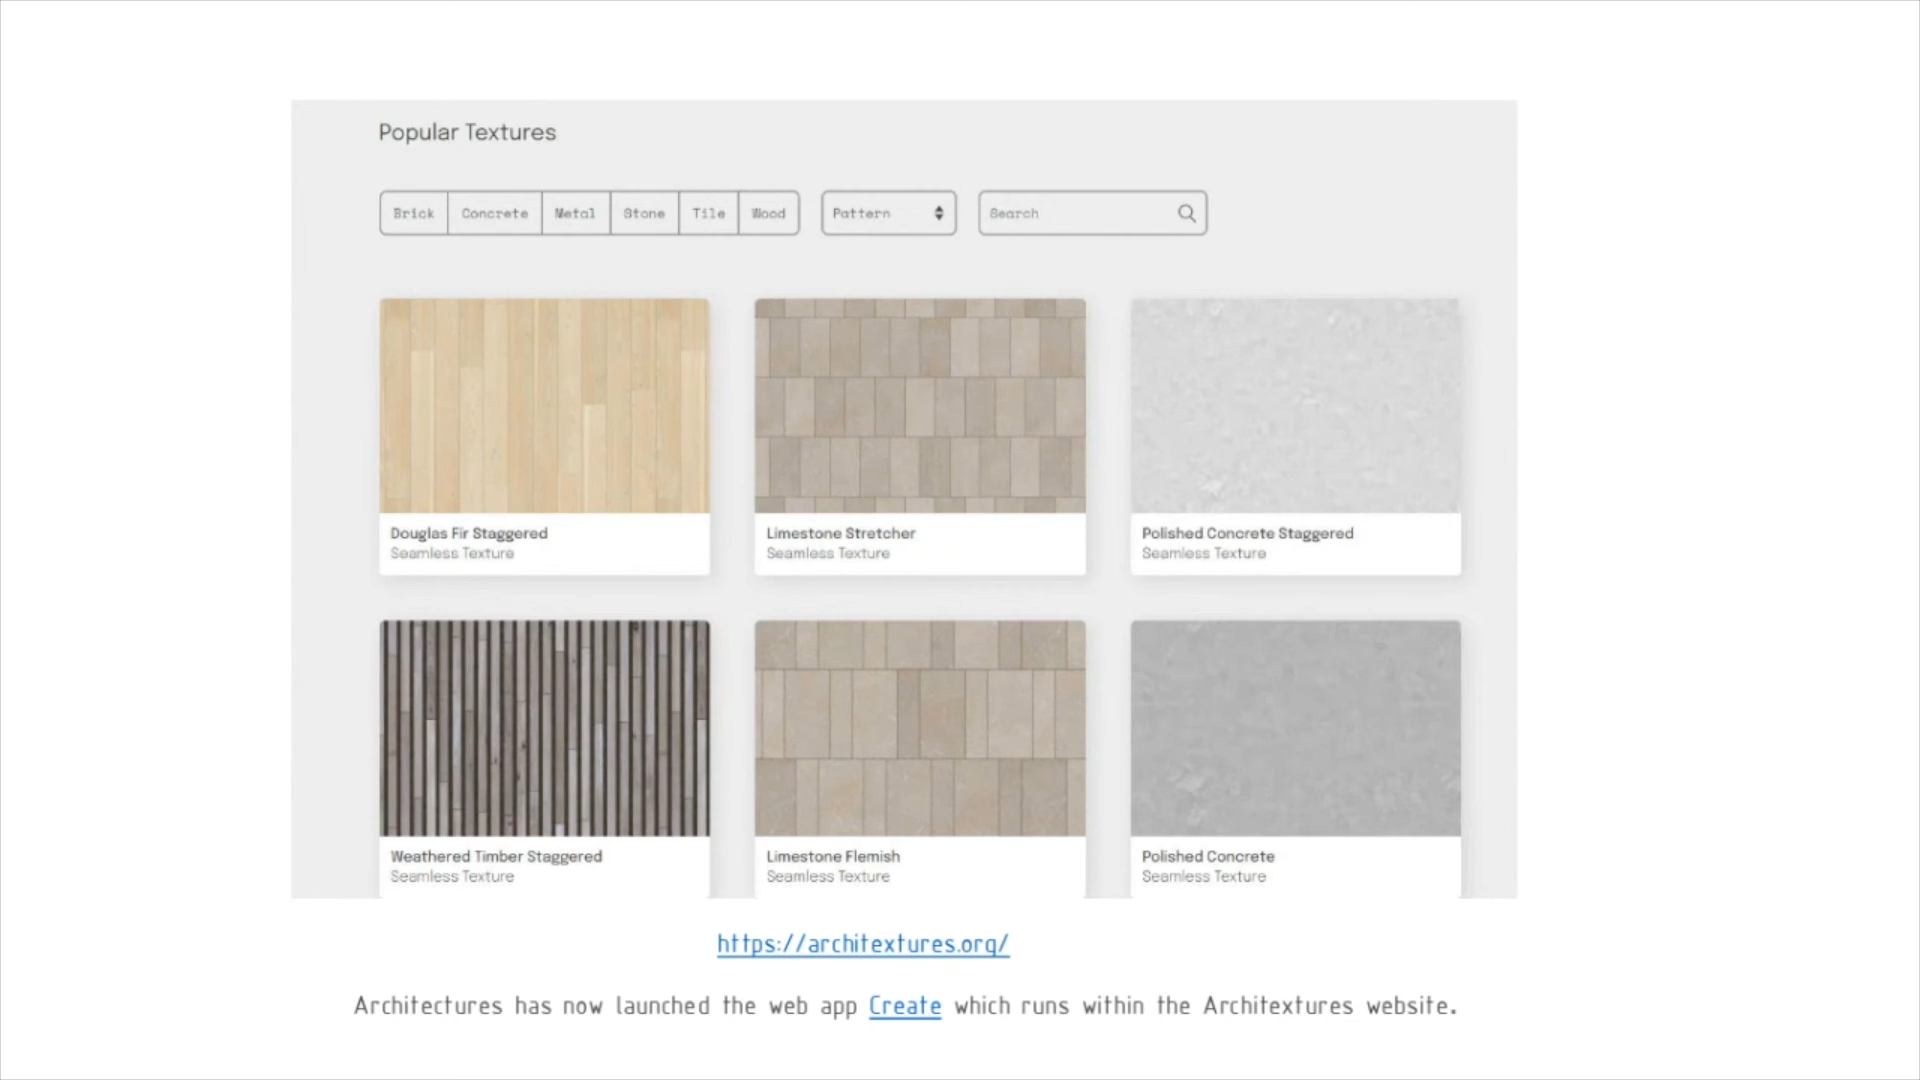 Popular Textures
Brick Concrete Metal Stone Tile Wood Pattern Search
Douglas Fir Staggered
Seamless Texture
Limestone Stretcher
Seamless Texture
Polished Concrete Staggered
Seamless Texture
Weathered Timber Staggered
Seamless Texture
Limestone Flemish
Seamless Texture
Polished Concrete
Seamless Texture
https://architextures.org/
Architectures has now launched the web app Create which runs within the Architextures website.